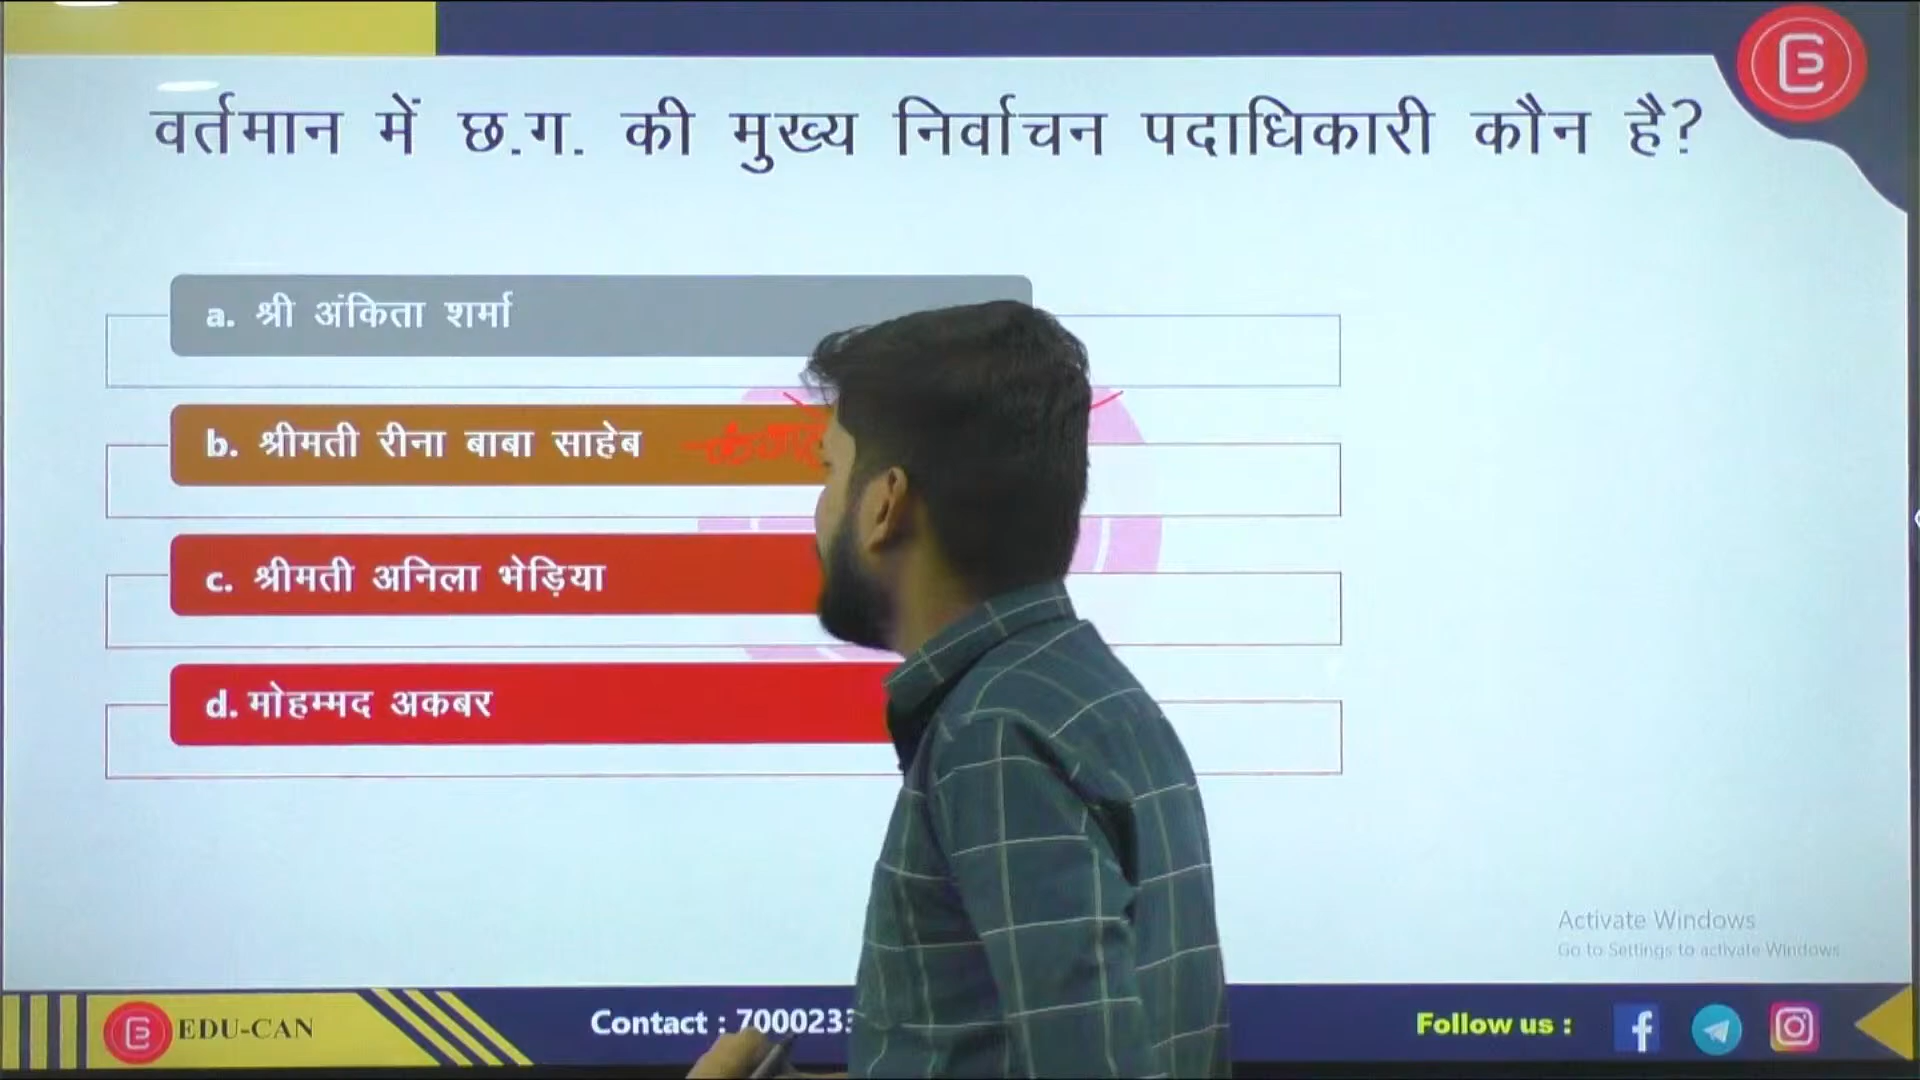 वर्तमान में छ.ग. की मुख्य निर्वाचन पदाधिकारी कौन है?
a. श्री अंकिता शर्मा
b. श्रीमती रीना बाबा साहेब
c. श्रीमती अनिला भेड़िया
d. मोहम्मद अकबर
Activate Windows
Go to Settings to activate Windows
EDU-CAN
Contact : 700023
Follow us :